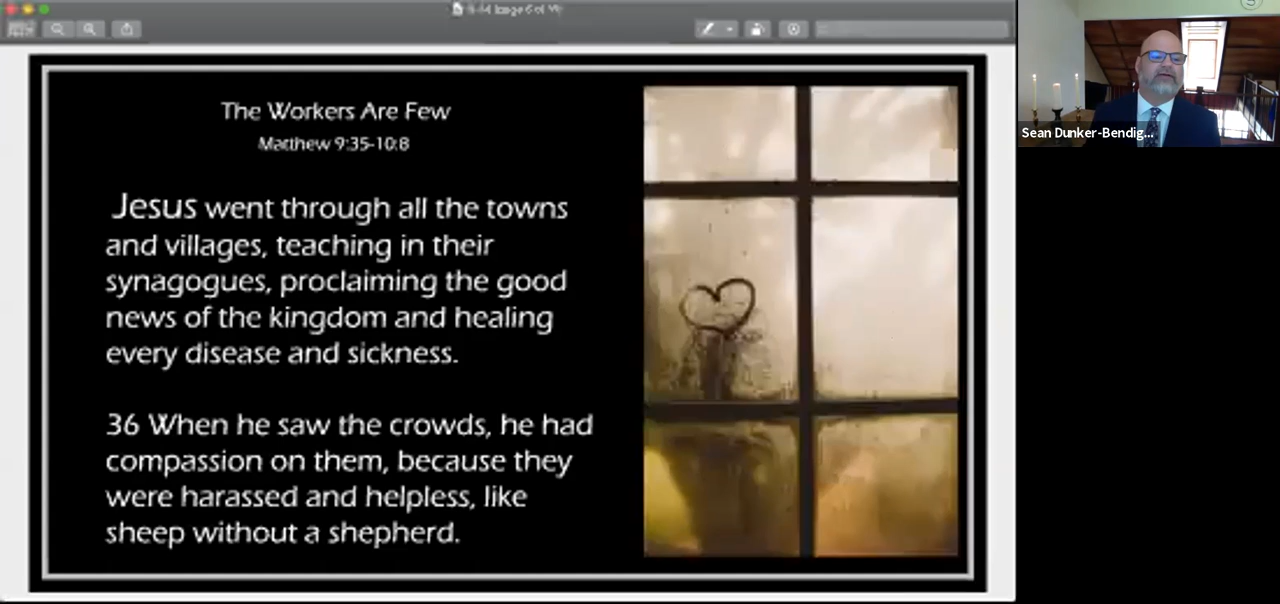 The Workers Are Few
Matthew 9:35-10:8
Jesus went through all the towns
and villages, teaching in their
synagogues, proclaiming the good
news of the kingdom and healing
every disease and sickness.
36 When he saw the crowds, he had
compassion on them, because they
were harassed and helpless, like
sheep without a shepherd.
Sean Dunker-Bendig...